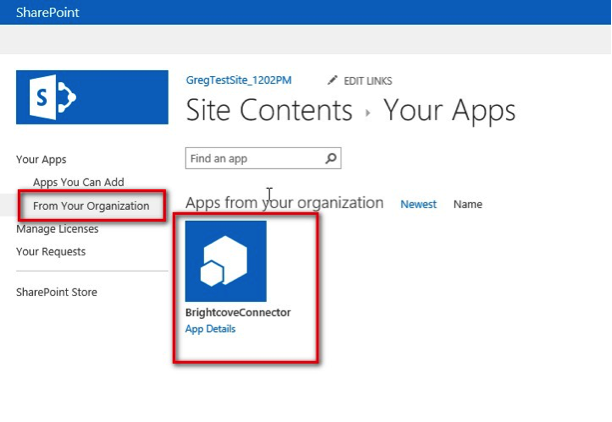 SharePoint
GregTestSite_1202PM
EDIT LINKS
Site Contents › Your Apps
S
Your Apps
Apps You Can Add
From Your Organization
Manage Licenses
Your Requests
SharePoint Store
Find an app
Apps from your organization
Newest
Name
BrightcoveConnector
App Details